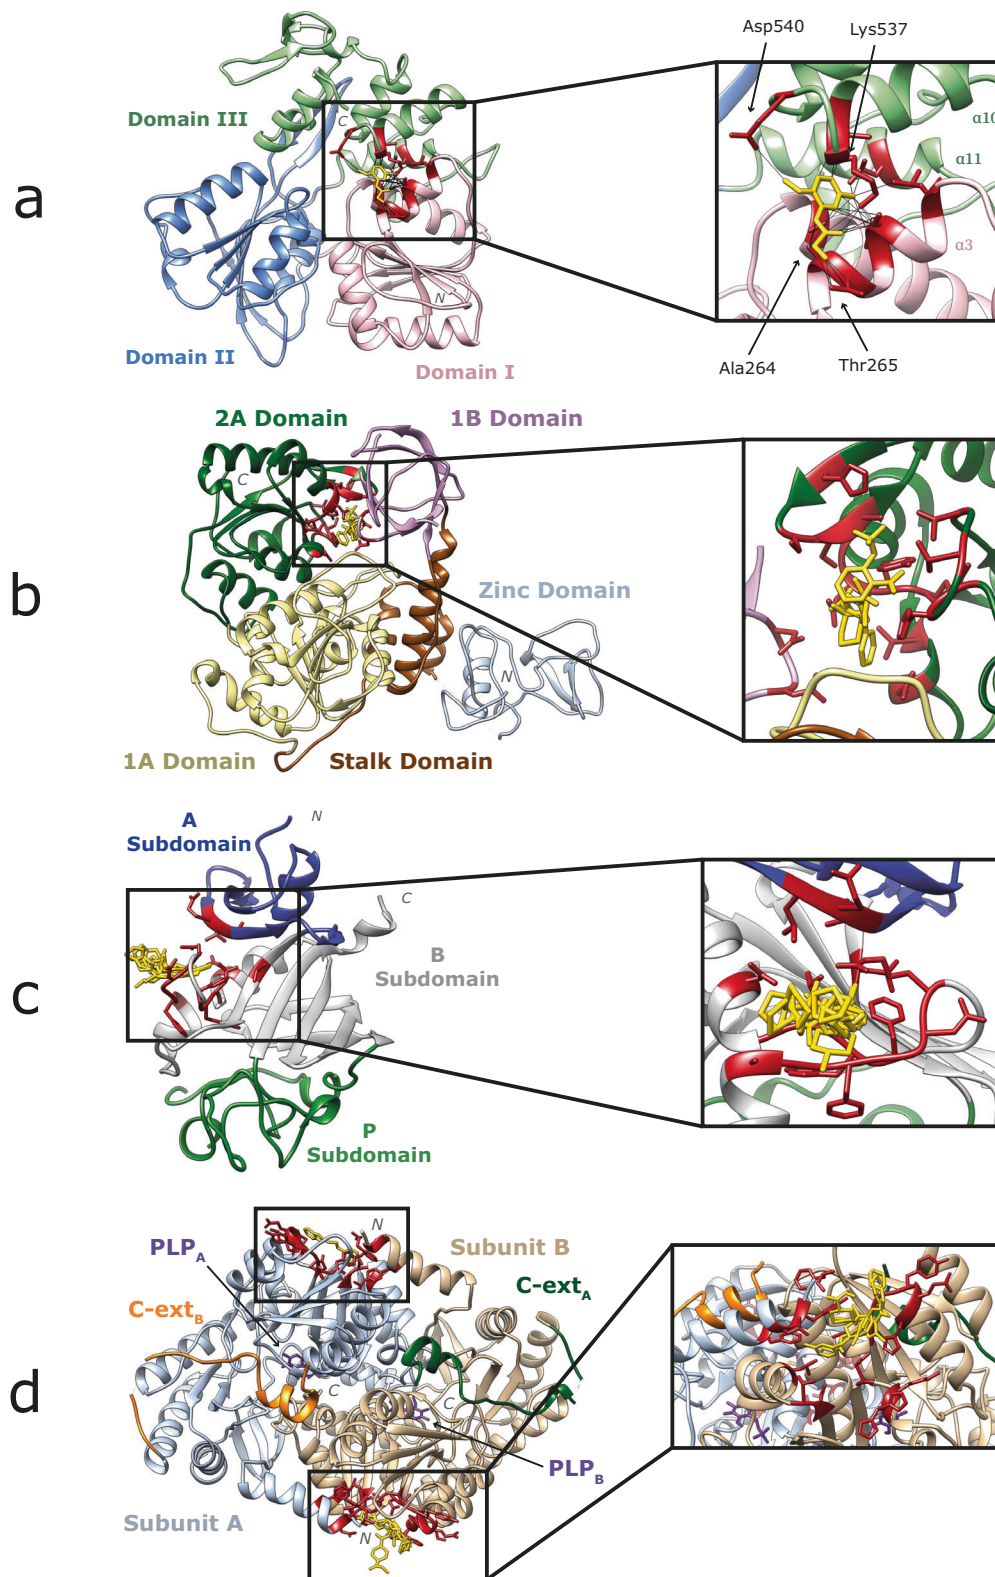 a
Domain III
C
Domain II
N
Domain I
Asp540
Lys537
α10
α11
α3
Ala264
Thr265
b
2A Domain
1B Domain
C
Zinc Domain
N
1A Domain
Stalk Domain
c
A
Subdomain
N
C
B
Subdomain
P
Subdomain
d
PLPA
N
Subunit B
C-extA
C-extB
C
C
PLPB
Subunit A
N